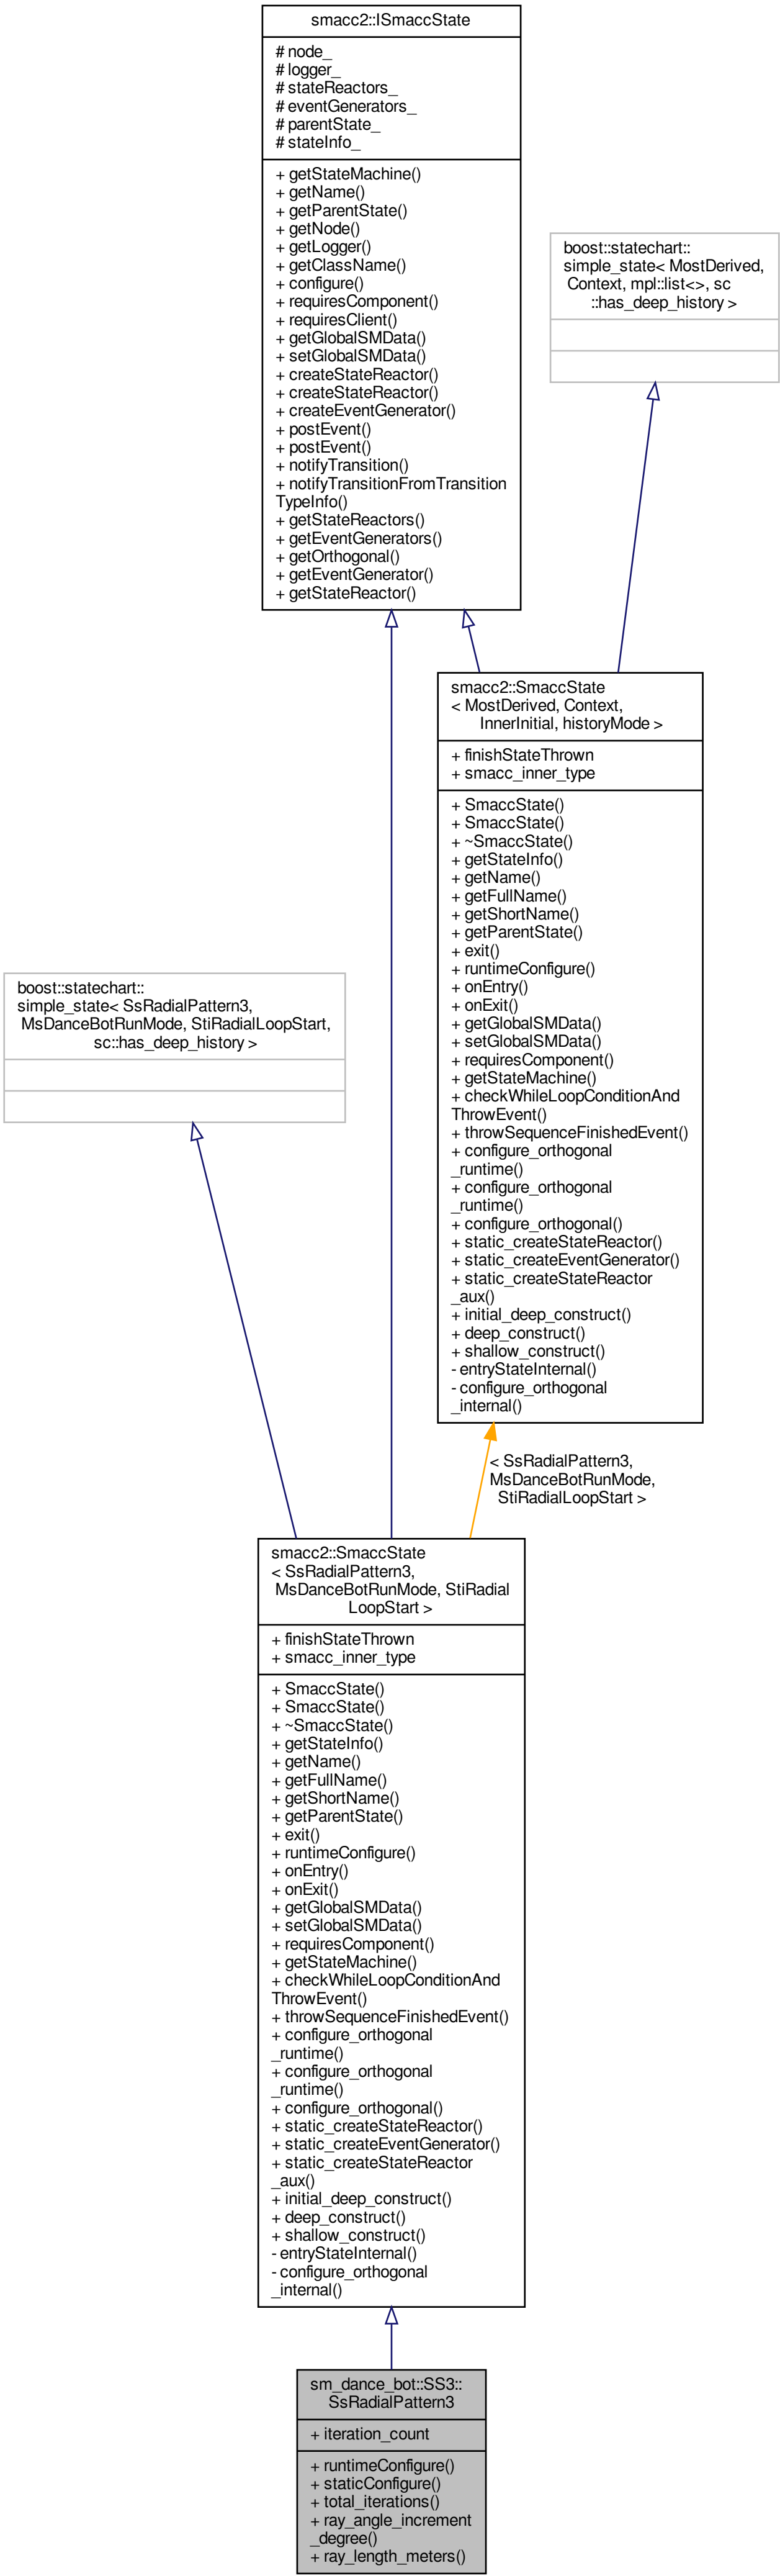 smacc2::ISmaccState
# node_
# logger_
# stateReactors_
# eventGenerators_
# parentState_
# stateInfo_
+ getStateMachine()
+ getName()
+ getParentState()
+ getNode()
+ getLogger()
+ getClassName()
+ configure()
+ requiresComponent()
+ requiresClient()
+ getGlobalSMData()
+ setGlobalSMData()
+ createStateReactor()
+ createStateReactor()
+ createEventGenerator()
+ postEvent()
+ postEvent()
+ notifyTransition()
+ notifyTransitionFromTransition
TypeInfo()
+ getStateReactors()
+ getEventGenerators()
+ getOrthogonal()
+ getEventGenerator()
+ getStateReactor()
boost::statechart::
simple_state< MostDerived,
Context, mpl::list<>, sc
::has_deep_history >
smacc2::SmaccState
< MostDerived, Context,
InnerInitial, historyMode >
+ finishStateThrown
+ smacc_inner_type
+ SmaccState()
+ SmaccState()
+ ~SmaccState()
+ getStateInfo()
+ getName()
+ getFullName()
+ getShortName()
+ getParentState()
+ exit()
+ runtimeConfigure()
+ onEntry()
+ onExit()
+ getGlobalSMData()
+ setGlobalSMData()
+ requiresComponent()
+ getStateMachine()
+ checkWhileLoopConditionAnd
ThrowEvent()
+ throwSequenceFinishedEvent()
+ configure_orthogonal
_runtime()
+ configure_orthogonal
_runtime()
+ configure_orthogonal()
+ static_createStateReactor()
+ static_createEventGenerator()
+ static_createStateReactor
_aux()
+ initial_deep_construct()
+ deep_construct()
+ shallow_construct()
- entryStateInternal()
- configure_orthogonal
_internal()
boost::statechart::
simple_state< SsRadialPattern3,
MsDanceBotRunMode, StiRadialLoopStart,
sc::has_deep_history >
< SsRadialPattern3,
MsDanceBotRunMode,
StiRadialLoopStart >
smacc2::SmaccState
< SsRadialPattern3,
MsDanceBotRunMode, StiRadial
LoopStart >
+ finishStateThrown
+ smacc_inner_type
+ SmaccState()
+ SmaccState()
+ ~SmaccState()
+ getStateInfo()
+ getName()
+ getFullName()
+ getShortName()
+ getParentState()
+ exit()
+ runtimeConfigure()
+ onEntry()
+ onExit()
+ getGlobalSMData()
+ setGlobalSMData()
+ requiresComponent()
+ getStateMachine()
+ checkWhileLoopConditionAnd
ThrowEvent()
+ throwSequenceFinishedEvent()
+ configure_orthogonal
_runtime()
+ configure_orthogonal
_runtime()
+ configure_orthogonal()
+ static_createStateReactor()
+ static_createEventGenerator()
+ static_createStateReactor
_aux()
+ initial_deep_construct()
+ deep_construct()
+ shallow_construct()
- entryStateInternal()
- configure_orthogonal
_internal()
sm_dance_bot::SS3::
SsRadialPattern3
+ iteration_count
+ runtimeConfigure()
+ staticConfigure()
+ total_iterations()
+ ray_angle_increment
_degree()
+ ray_length_meters()